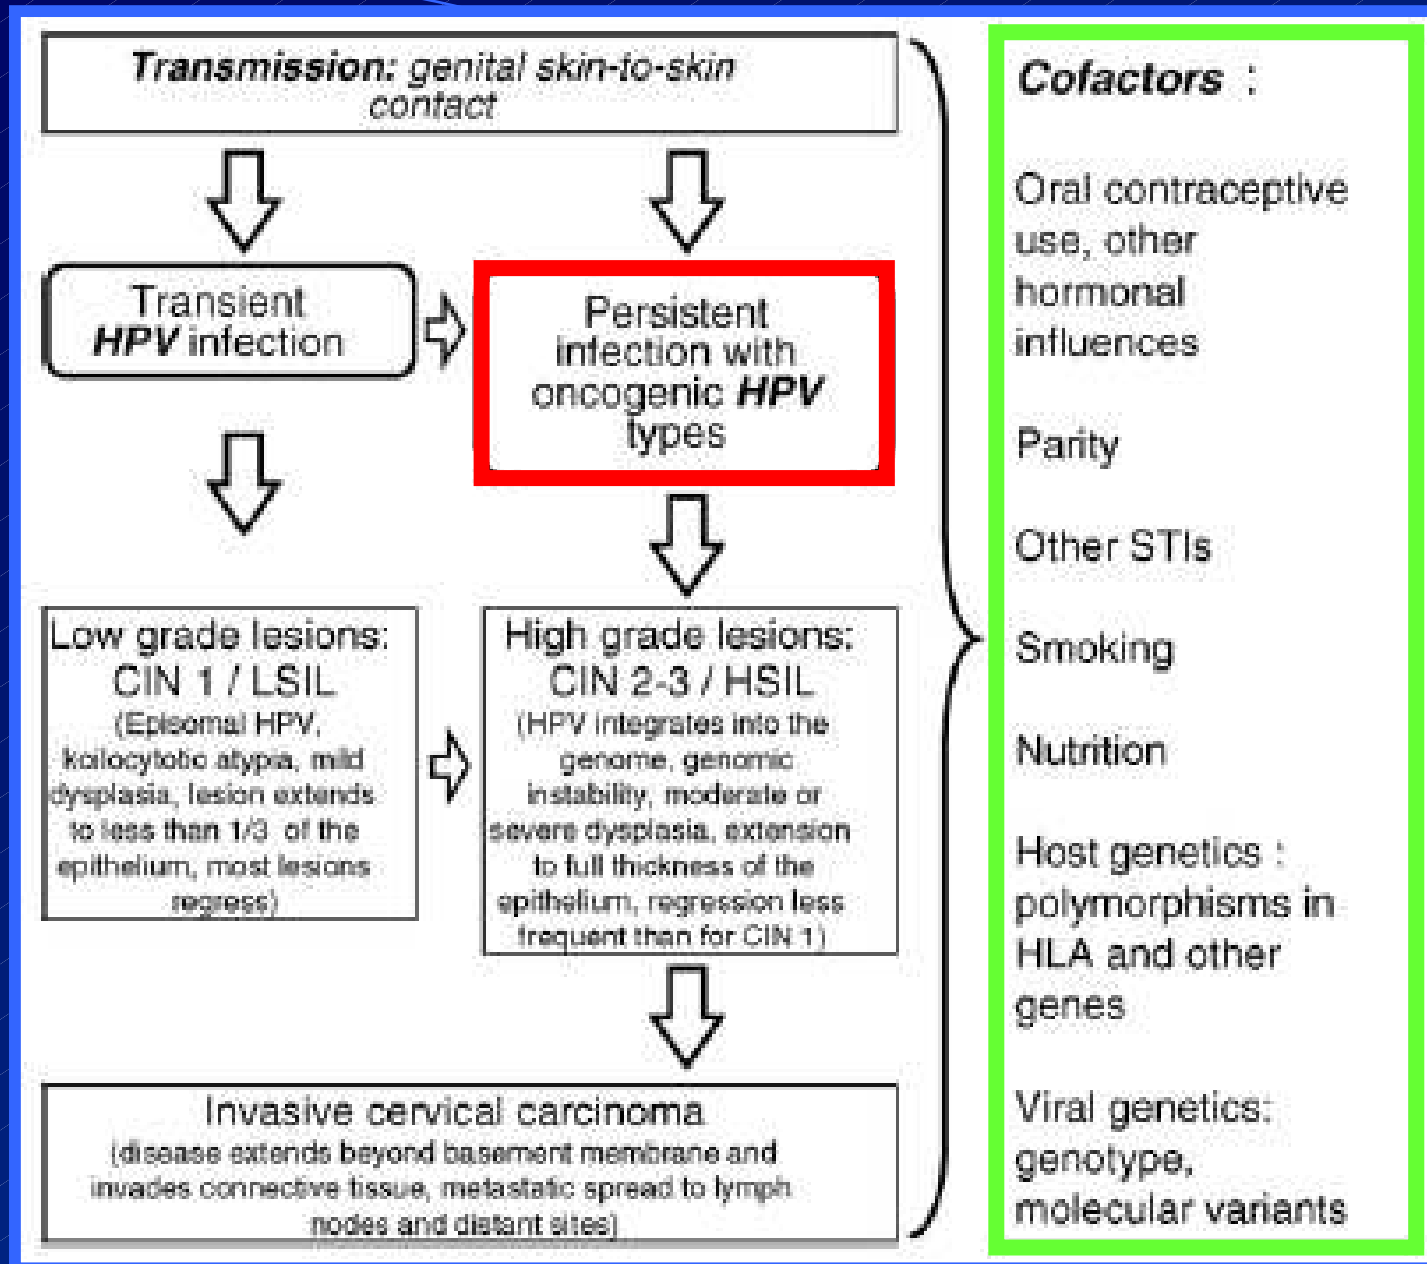 Transmission: genital skin-to-skin
contact
Transient
HPV infection
Persistent
infection with
oncogenic HPV
types
Low grade lesions:
CIN 1 / LSIL
(Episomal HPV,
koilocytotic atypia, mild
dysplasia, lesion extends
to less than 1/3 of the
epithelium, most lesions
regress)
High grade lesions:
CIN 2-3 / HSIL
(HPV integrates into the
genome, genomic
instability, moderate or
severe dysplasia, extension
to full thickness of the
epithelium, regression less
frequent than for CIN 1)
Invasive cervical carcinoma
(disease extends beyond basement membrane and
invades connective tissue, metastatic spread to lymph
nodes and distant sites)
Cofactors :
Oral contraceptive
use, other
hormonal
influences
Parity
Other STIs
Smoking
Nutrition
Host genetics :
polymorphisms in
HLA and other
genes
Viral genetics:
genotype,
molecular variants